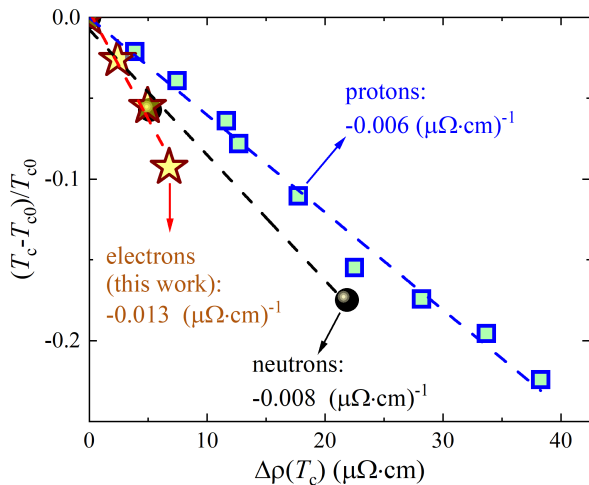 0.0
-0.1
-0.2
(Tc-Tc0)/Tc0
protons:
-0.006 (μΩ·cm)-1
electrons
(this work):
-0.013 (μΩ·cm)-1
neutrons:
-0.008 (μΩ·cm)-1
0 10 20 30 40
Δρ(Tc) (μΩ·cm)